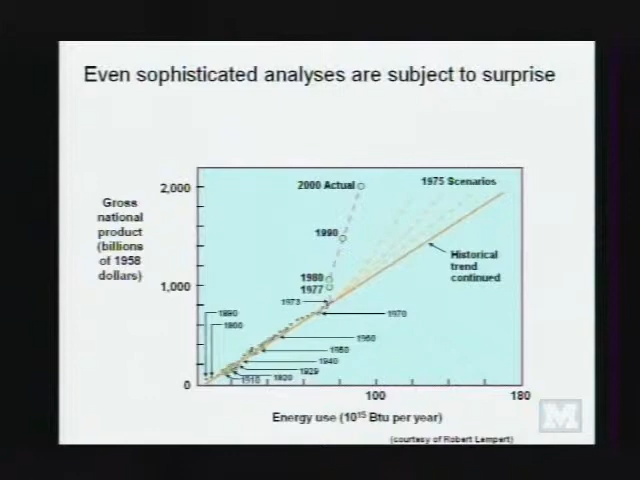 Even sophisticated analyses are subject to surprise
Gross
national
product
(billions
of 1958
dollars)
2,000
1,000
0
2000 Actual
1975 Scenarios
1990
Historical
trend
continued
1980
1977
1973
1970
1890
1900
1960
1950
1940
1929
1920
1910
100
180
Energy use (10¹⁵ Btu per year)
(courtesy of Robert Lempert)
M